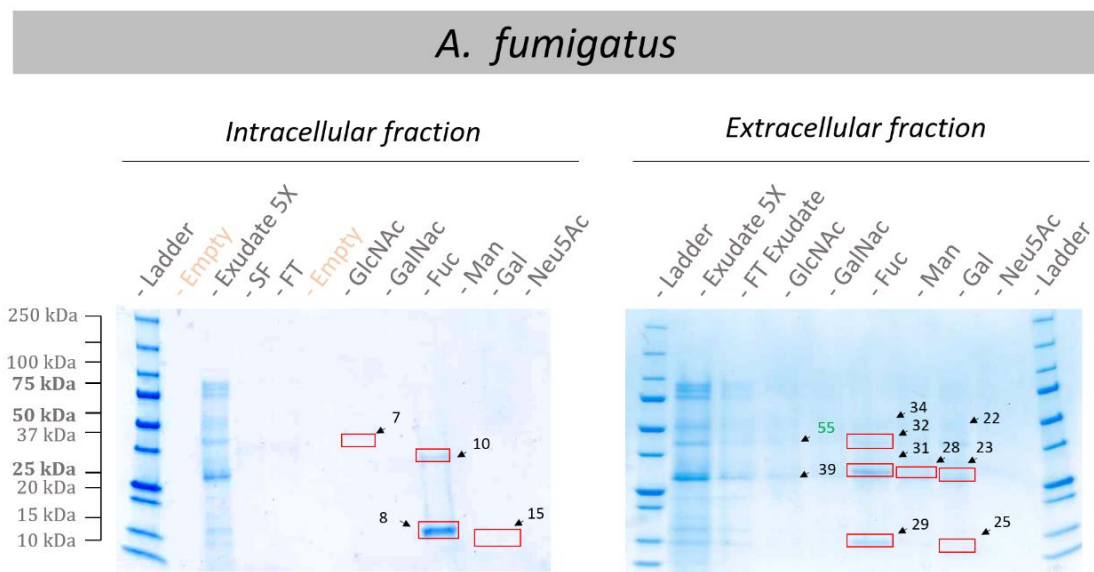 A. fumigatus
Intracellular fraction
Extracellular fraction
- Ladder
- Empty
- Exudate 5X
- SF
- FT
- Empty
- GlcNAc
- GalNac
- Fuc
- Man
- Gal
- Neu5Ac
- Ladder
- Exudate 5X
- FT Exudate
- GlcNAc
- GalNac
- Fuc
- Man
- Gal
- Neu5Ac
- Ladder
250 kDa
100 kDa
75 kDa
50 kDa
37 kDa
25 kDa
20 kDa
15 kDa
10 kDa
7
10
8
15
55
39
34
32
31
28
29
22
23
25